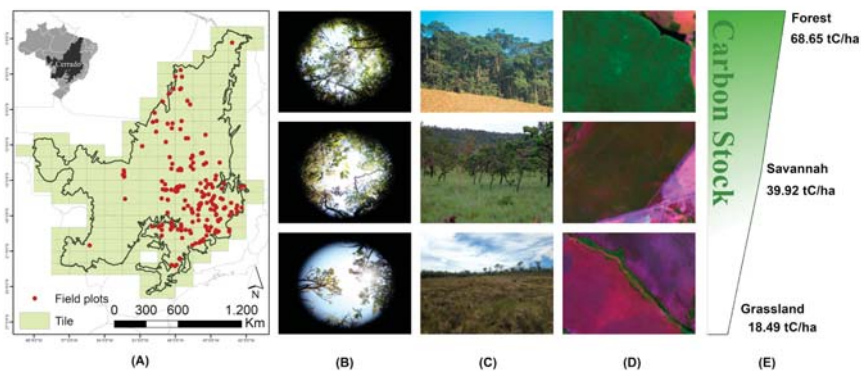 Cerrado
Field plots
Tile
0 300 600 1.200
Km
N
Carbon Stock
Forest
68.65 tC/ha
Savannah
39.92 tC/ha
Grassland
18.49 tC/ha
(A) (B) (C) (D) (E)